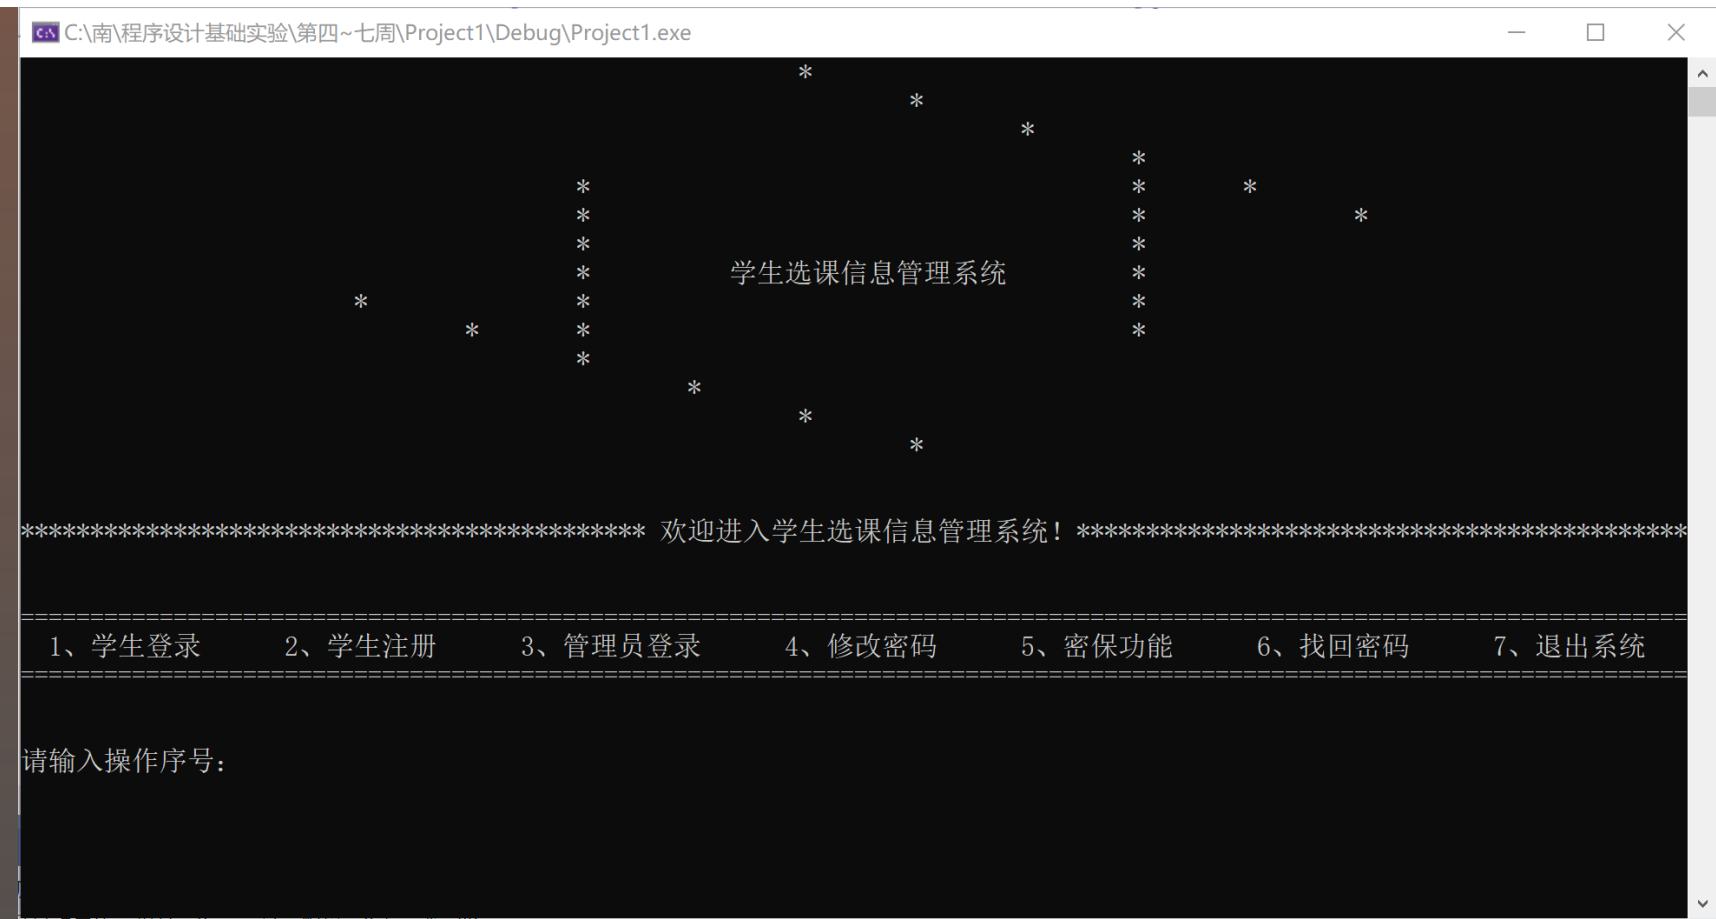 C:\南\程序设计基础实验\第四~七周\Project1\Debug\Project1.exe
*
*
*
*
* * *
* * *
* *
* 学生选课信息管理系统 *
* * *
* * *
*
*
*
*
********************************************* 欢迎进入学生选课信息管理系统! ********************************************
========================================================================================================================
1、学生登录 2、学生注册 3、管理员登录 4、修改密码 5、密保功能 6、找回密码 7、退出系统
========================================================================================================================
请输入操作序号: